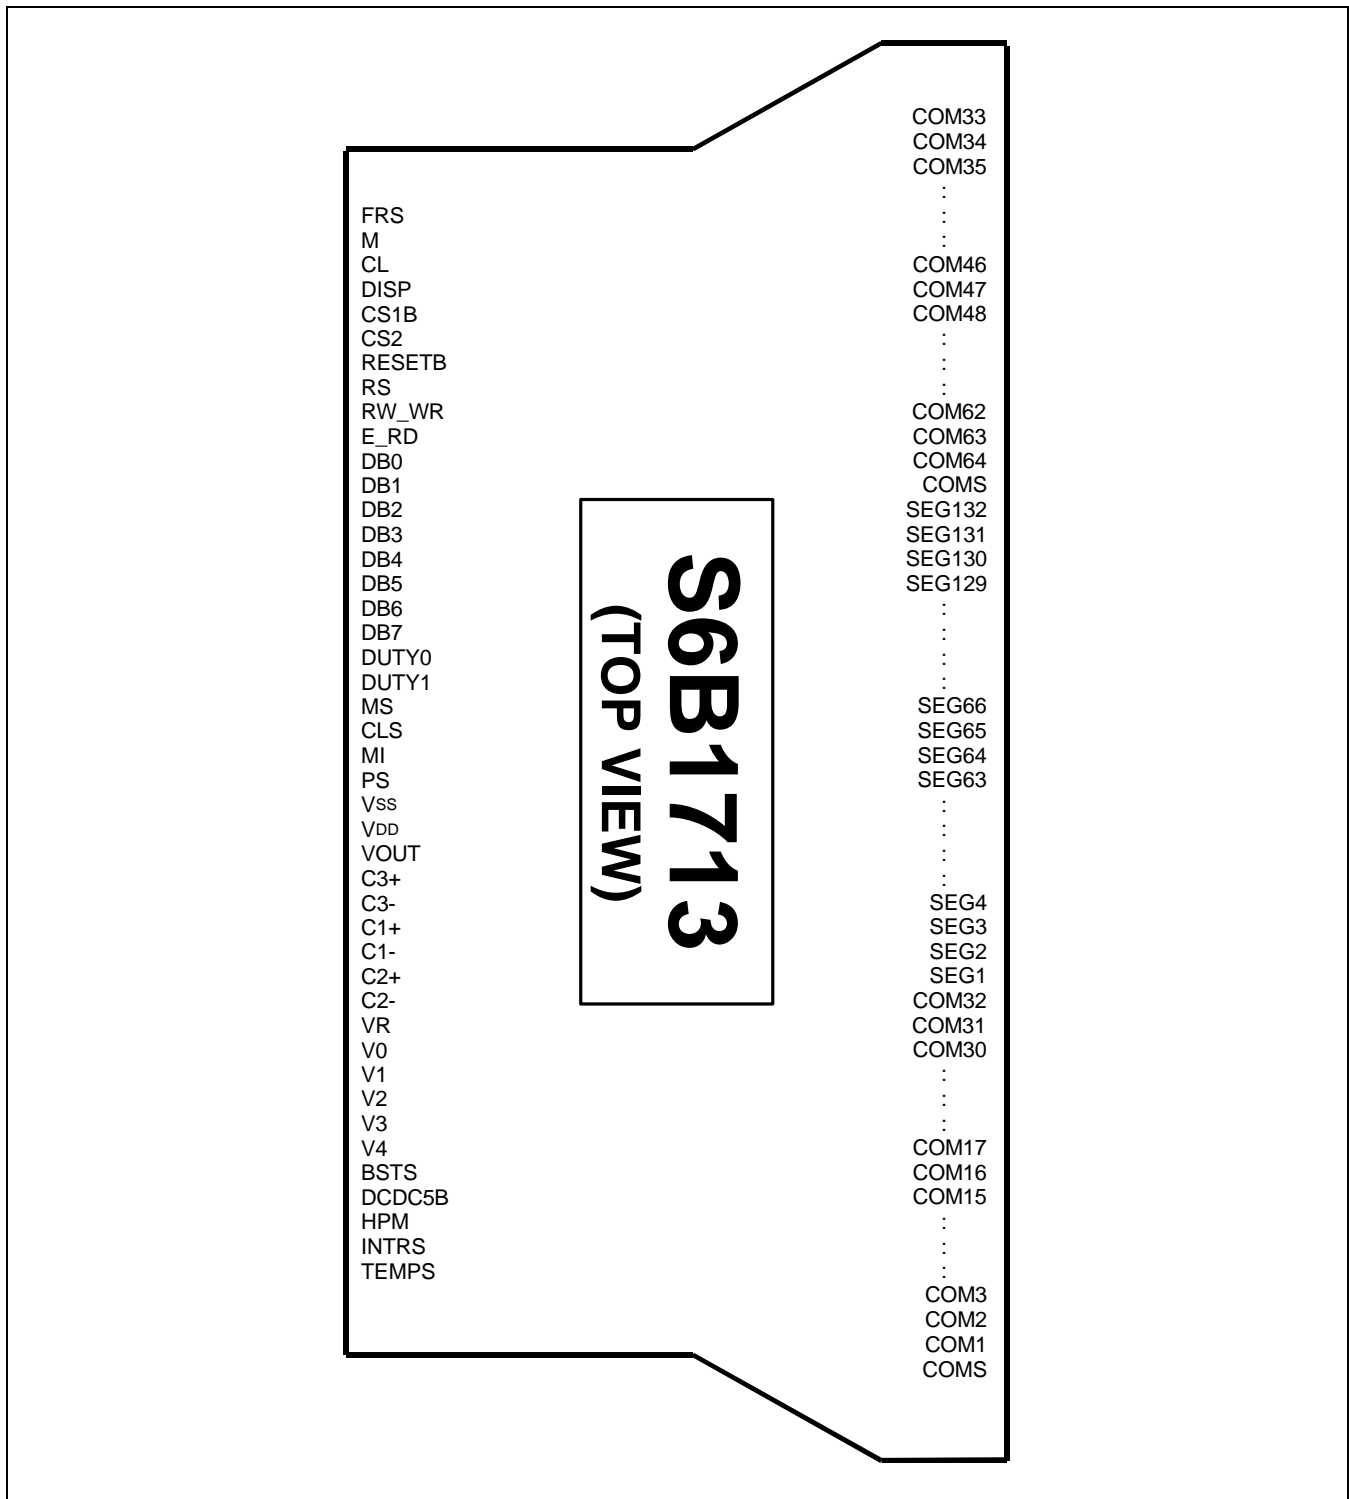 FRS
M
CL
DISP
CS1B
CS2
RESETB
RS
RW_WR
E_RD
DB0
DB1
DB2
DB3
DB4
DB5
DB6
DB7
DUTY0
DUTY1
MS
CLS
MI
PS
VSS
VDD
VOUT
C3+
C3-
C1+
C1-
C2+
C2-
VR
V0
V1
V2
V3
V4
BSTS
DCDC5B
HPM
INTRS
TEMPS
S6B1713
(TOP VIEW)
COM33
COM34
COM35
:
:
:
COM46
COM47
COM48
:
:
:
COM62
COM63
COM64
COMS
SEG132
SEG131
SEG130
SEG129
:
:
:
:
SEG66
SEG65
SEG64
SEG63
:
:
:
:
SEG4
SEG3
SEG2
SEG1
COM32
COM31
COM30
:
:
:
COM17
COM16
COM15
:
:
:
COM3
COM2
COM1
COMS